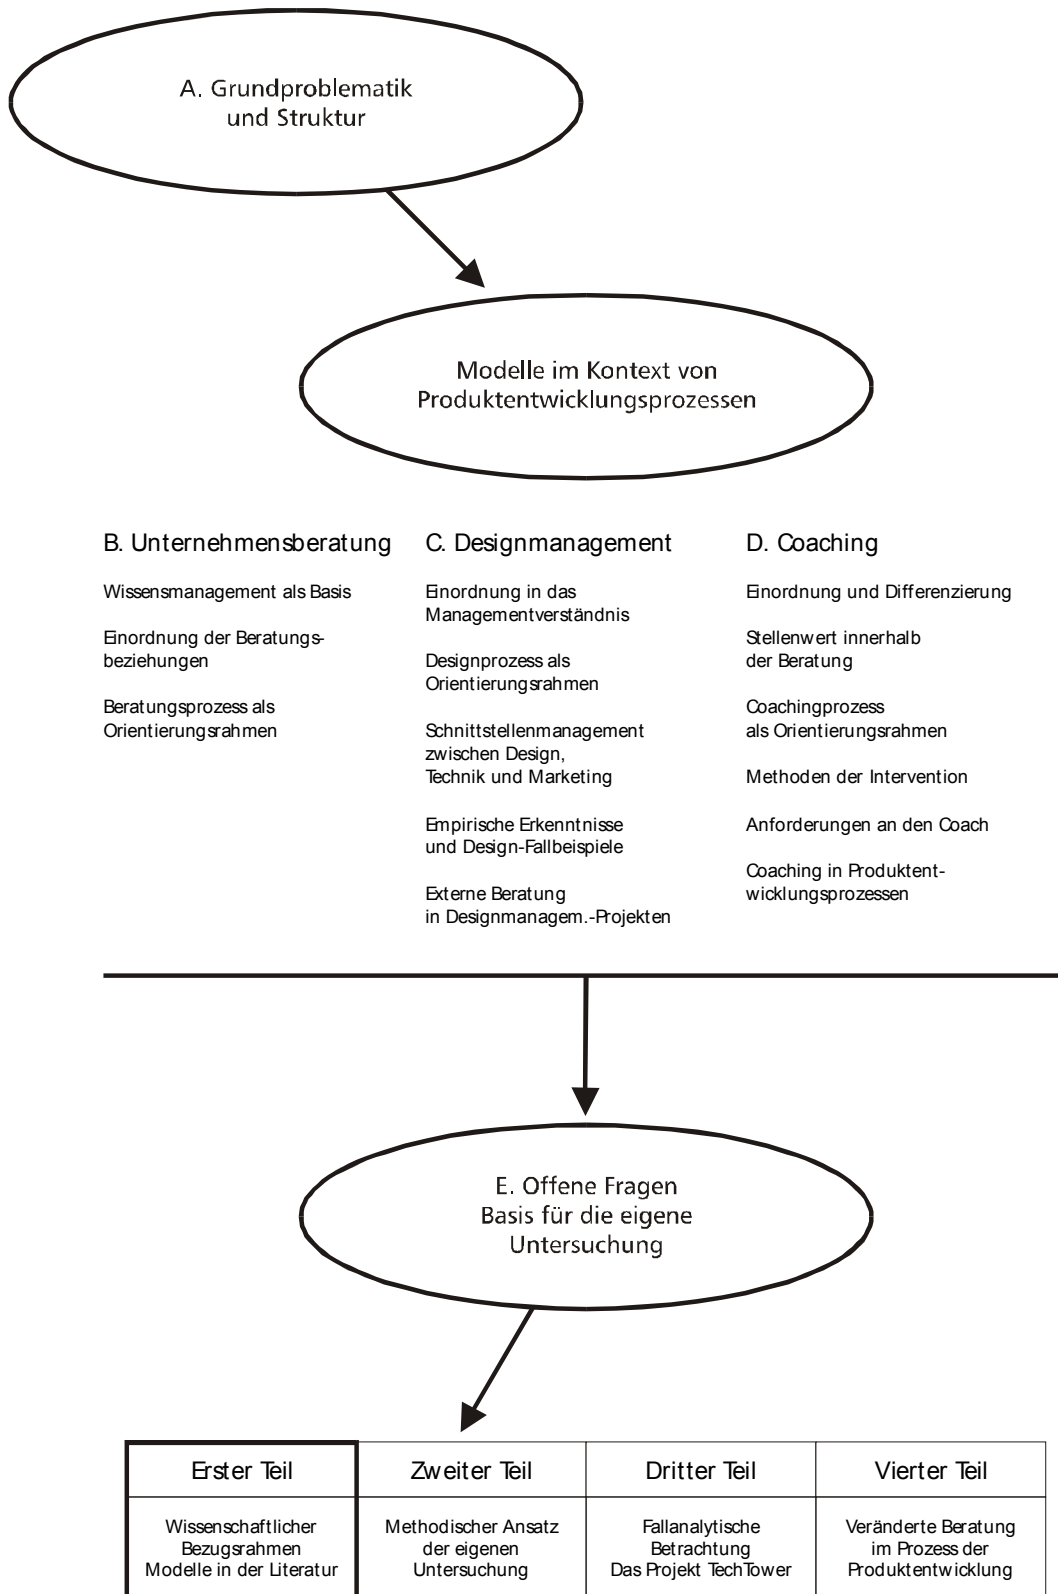 A. Grundproblematik
und Struktur
Modelle im Kontext von
Produktentwicklungsprozessen
B. Unternehmensberatung
Wissensmanagement als Basis
Einordnung der Beratungs-
beziehungen
Beratungsprozess als
Orientierungsrahmen
C. Designmanagement
Einordnung in das
Managementverständnis
Designprozess als
Orientierungsrahmen
Schnittstellenmanagement
zwischen Design,
Technik und Marketing
Empirische Erkenntnisse
und Design-Fallbeispiele
Externe Beratung
in Designmanagem.-Projekten
D. Coaching
Einordnung und Differenzierung
Stellenwert innerhalb
der Beratung
Coachingprozess
als Orientierungsrahmen
Methoden der Intervention
Anforderungen an den Coach
Coaching in Produktent-
wicklungsprozessen
E. Offene Fragen
Basis für die eigene
Untersuchung
Erster Teil
Wissenschaftlicher
Bezugsrahmen
Modelle in der Literatur
Zweiter Teil
Methodischer Ansatz
der eigenen
Untersuchung
Dritter Teil
Fallanalytische
Betrachtung
Das Projekt TechTower
Vierter Teil
Veränderte Beratung
im Prozess der
Produktentwicklung